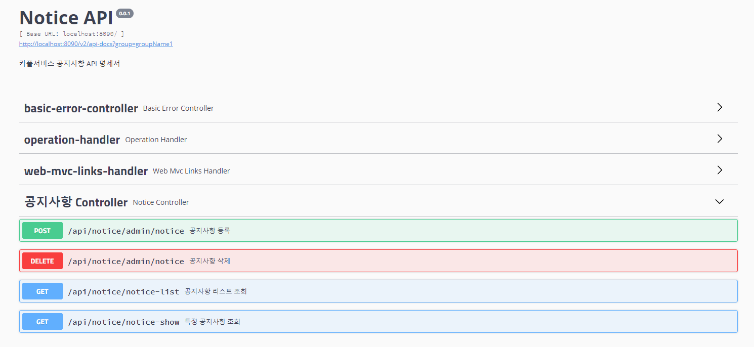 Notice API 0.0.1
[ Base URL: localhost:8090/ ]
http://localhost:8090/v2/api-docs?group=groupName1
커플서비스 공지사항 API 명세서
basic-error-controller Basic Error Controller
operation-handler Operation Handler
web-mvc-links-handler Web Mvc Links Handler
공지사항 Controller Notice Controller
POST /api/notice/admin/notice 공지사항 등록
DELETE /api/notice/admin/notice 공지사항 삭제
GET /api/notice/notice-list 공지사항 리스트 조회
GET /api/notice/notice-show 특정 공지사항 조회